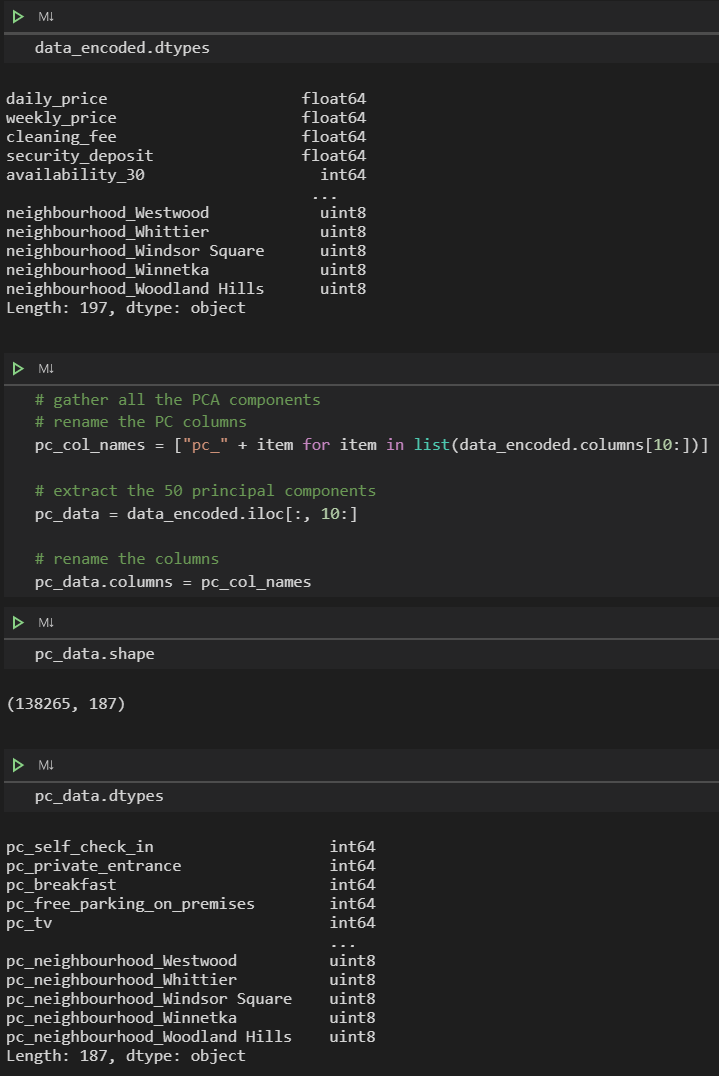 M↓
data_encoded.dtypes
daily_price float64
weekly_price float64
cleaning_fee float64
security_deposit float64
availability_30 int64
...
neighbourhood_Westwood uint8
neighbourhood_Whittier uint8
neighbourhood_Windsor Square uint8
neighbourhood_Winnetka uint8
neighbourhood_Woodland Hills uint8
Length: 197, dtype: object
M↓
# gather all the PCA components
# rename the PC columns
pc_col_names = ["pc_" + item for item in list(data_encoded.columns[10:])]
# extract the 50 principal components
pc_data = data_encoded.iloc[:, 10:]
# rename the columns
pc_data.columns = pc_col_names
M↓
pc_data.shape
(138265, 187)
M↓
pc_data.dtypes
pc_self_check_in int64
pc_private_entrance int64
pc_breakfast int64
pc_free_parking_on_premises int64
pc_tv int64
...
pc_neighbourhood_Westwood uint8
pc_neighbourhood_Whittier uint8
pc_neighbourhood_Windsor Square uint8
pc_neighbourhood_Winnetka uint8
pc_neighbourhood_Woodland Hills uint8
Length: 187, dtype: object